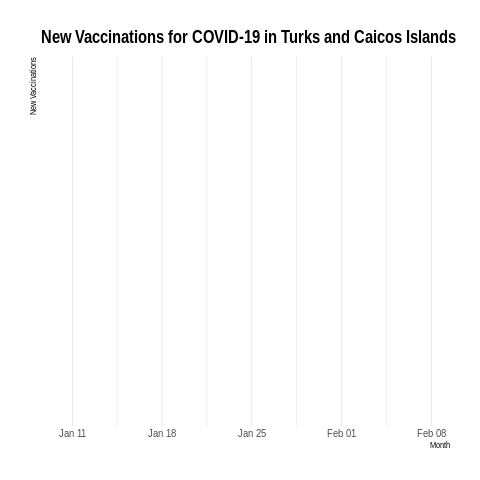 New Vaccinations for COVID-19 in Turks and Caicos Islands
New Vaccinations
Jan 11 Jan 18 Jan 25 Feb 01 Feb 08
Month